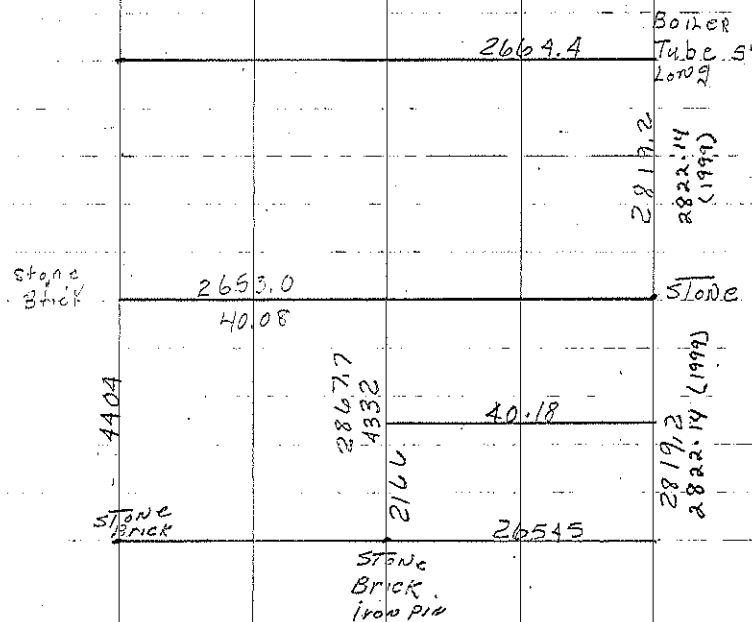 BOILER
Tube 5'
Long
2664.4
2819.2
2822.14
(1999)
Stone
Brick
2653.0
40.08
STONE
4404
2867.7
4332
2166
40.18
2819.2
2822.14 (1999)
STONE
Brick
26545
STONE
Brick
iron Pin